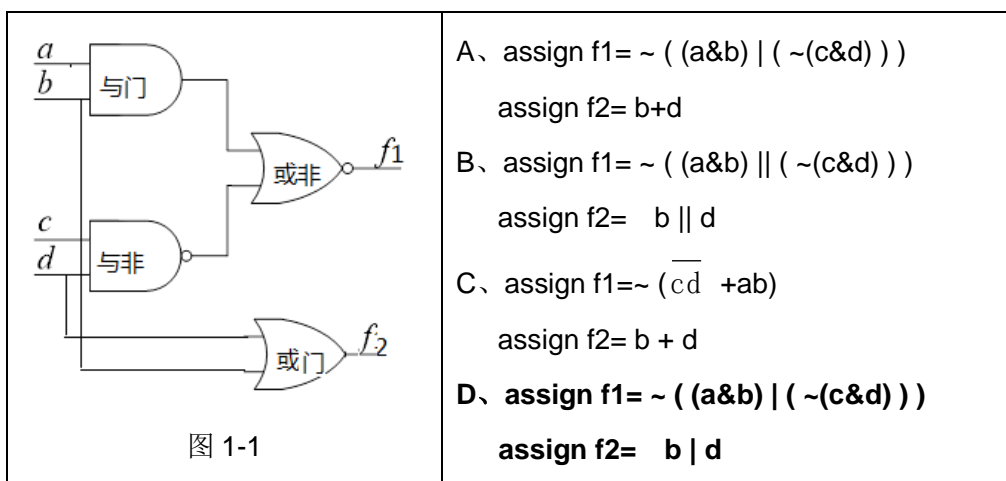 a
b
与门
或非
f1
c
d
与非
或门
f2
图 1-1
A、assign f1= ~ ( (a&b) | ( ~(c&d) ) )
assign f2= b+d
B、assign f1= ~ ( (a&b) || ( ~(c&d) ) )
assign f2= b || d
C、assign f1=~ ( c̅d̅ +ab)
assign f2= b + d
D、assign f1= ~ ( (a&b) | ( ~(c&d) ) )
assign f2= b | d